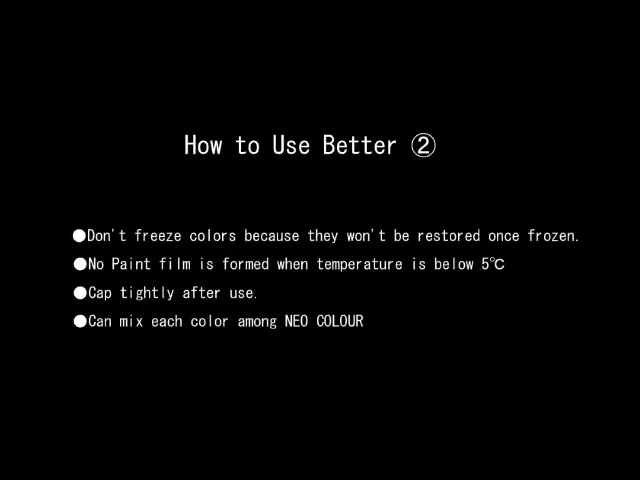 How to Use Better ②
●Don't freeze colors because they won't be restored once frozen.
●No Paint film is formed when temperature is below 5℃
●Cap tightly after use.
●Can mix each color among NEO COLOUR